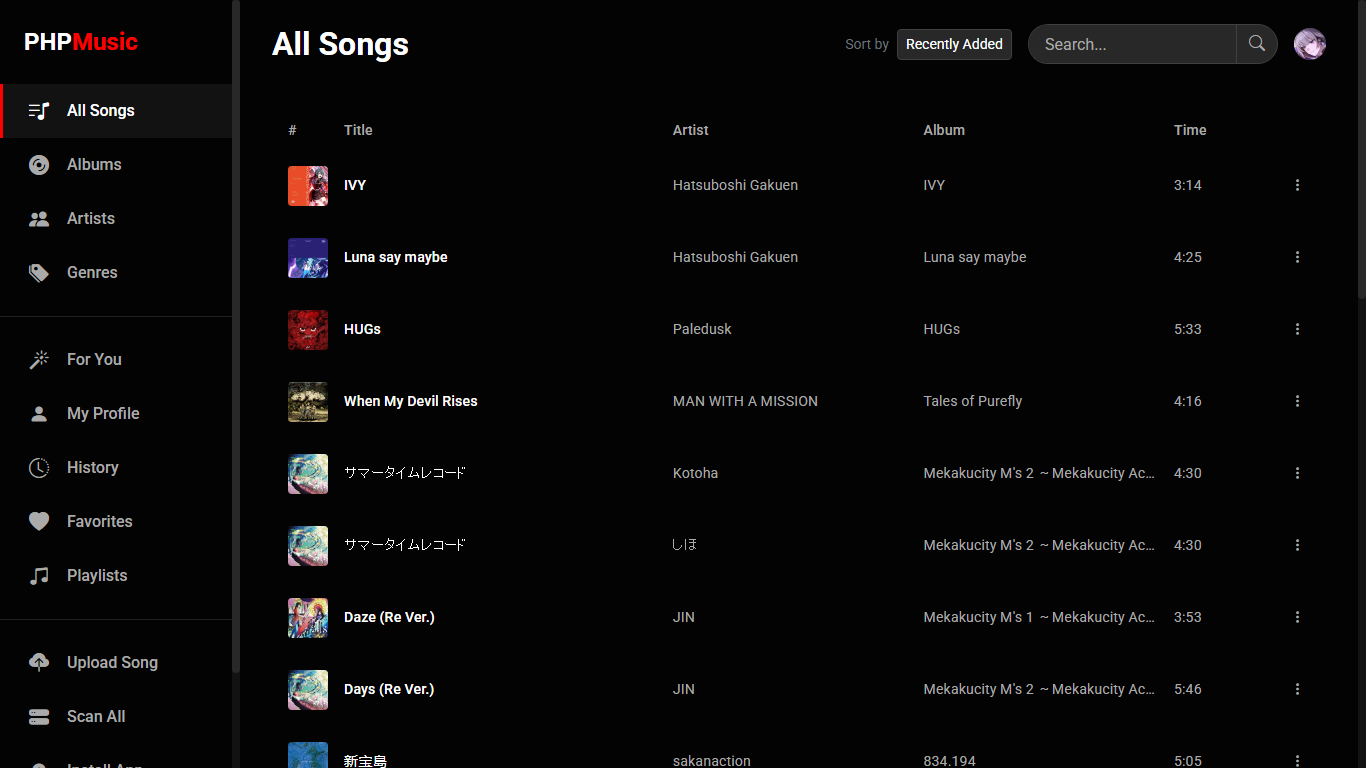 PHPMusic
All Songs
Albums
Artists
Genres
For You
My Profile
History
Favorites
Playlists
Upload Song
Scan All
Install App
All Songs
Sort by Recently Added
Search...
# Title Artist Album Time
IVY Hatsuboshi Gakuen IVY 3:14
Luna say maybe Hatsuboshi Gakuen Luna say maybe 4:25
HUGs Paledusk HUGs 5:33
When My Devil Rises MAN WITH A MISSION Tales of Purefly 4:16
サマータイムレコード Kotoha Mekakucity M's 2 ~ Mekakucity Ac... 4:30
サマータイムレコード しほ Mekakucity M's 2 ~ Mekakucity Ac... 4:30
Daze (Re Ver.) JIN Mekakucity M's 1 ~ Mekakucity Ac... 3:53
Days (Re Ver.) JIN Mekakucity M's 2 ~ Mekakucity Ac... 5:46
新宝島 sakanaction 834.194 5:05